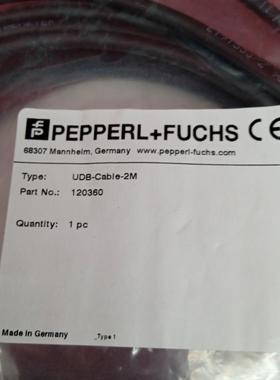 PEPPERL+FUCHS CE
68307 Mannheim, Germany www.pepperl-fuchs.com
Type: UDB-Cable-2M
Part No.: 120360
Quantity: 1 pc
Made in Germany _Type 1